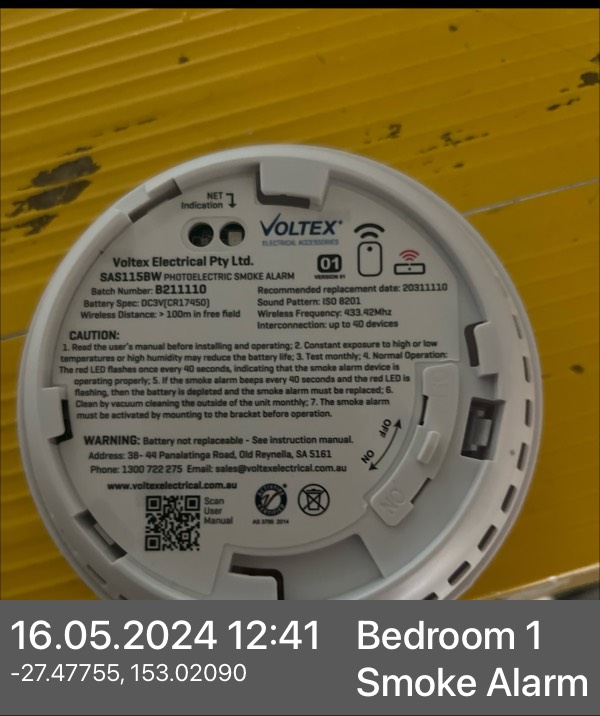 NET
Indication
VOLTEX
ELECTRICAL ACCESSORIES
Voltex Electrical Pty Ltd.
SAS115BW PHOTOELECTRIC SMOKE ALARM
01
VERSION 01
Batch Number: B211110
Recommended replacement date: 20311110
Battery Spec: DC3V(CR17450)
Sound Pattern: ISO 8201
Wireless Distance: > 100m in free field
Wireless Frequency: 433.42Mhz
Interconnection: up to 40 devices
CAUTION:
1. Read the user's manual before installing and operating; 2. Constant exposure to high or low
temperatures or high humidity may reduce the battery life; 3. Test monthly; 4. Normal Operation:
The red LED flashes once every 40 seconds, indicating that the smoke alarm device is
operating properly; 5. If the smoke alarm beeps every 40 seconds and the red LED is
flashing, then the battery is depleted and the smoke alarm must be replaced; 6.
Clean by vacuum cleaning the outside of the unit monthly; 7. The smoke alarm
must be activated by mounting to the bracket before operation.
OFF
ON
ON
WARNING: Battery not replaceable - See instruction manual.
Address: 38- 44 Panalatinga Road, Old Reynella, SA 5161
Phone: 1300 722 275 Email: sales@voltexelectrical.com.au
www.voltexelectrical.com.au
Scan
User
Manual
AS 3786 2014
16.05.2024 12:41
-27.47755, 153.02090
Bedroom 1
Smoke Alarm